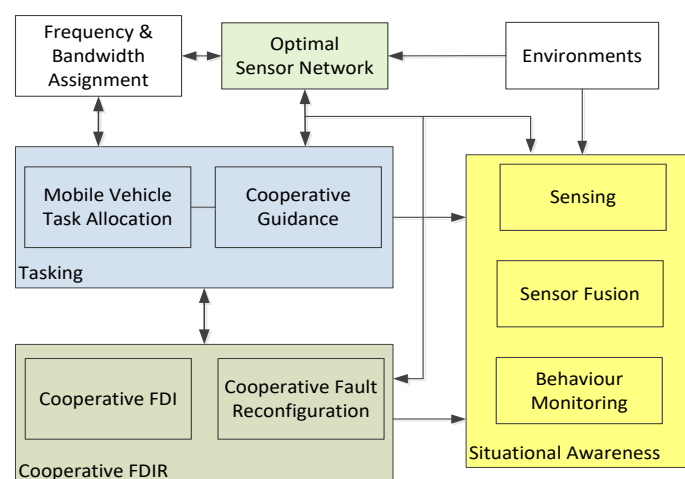 Frequency &
Bandwidth
Assignment
Optimal
Sensor Network
Environments
Mobile Vehicle
Task Allocation
Cooperative
Guidance
Tasking
Sensing
Sensor Fusion
Behaviour
Monitoring
Situational Awareness
Cooperative FDI
Cooperative Fault
Reconfiguration
Cooperative FDIR